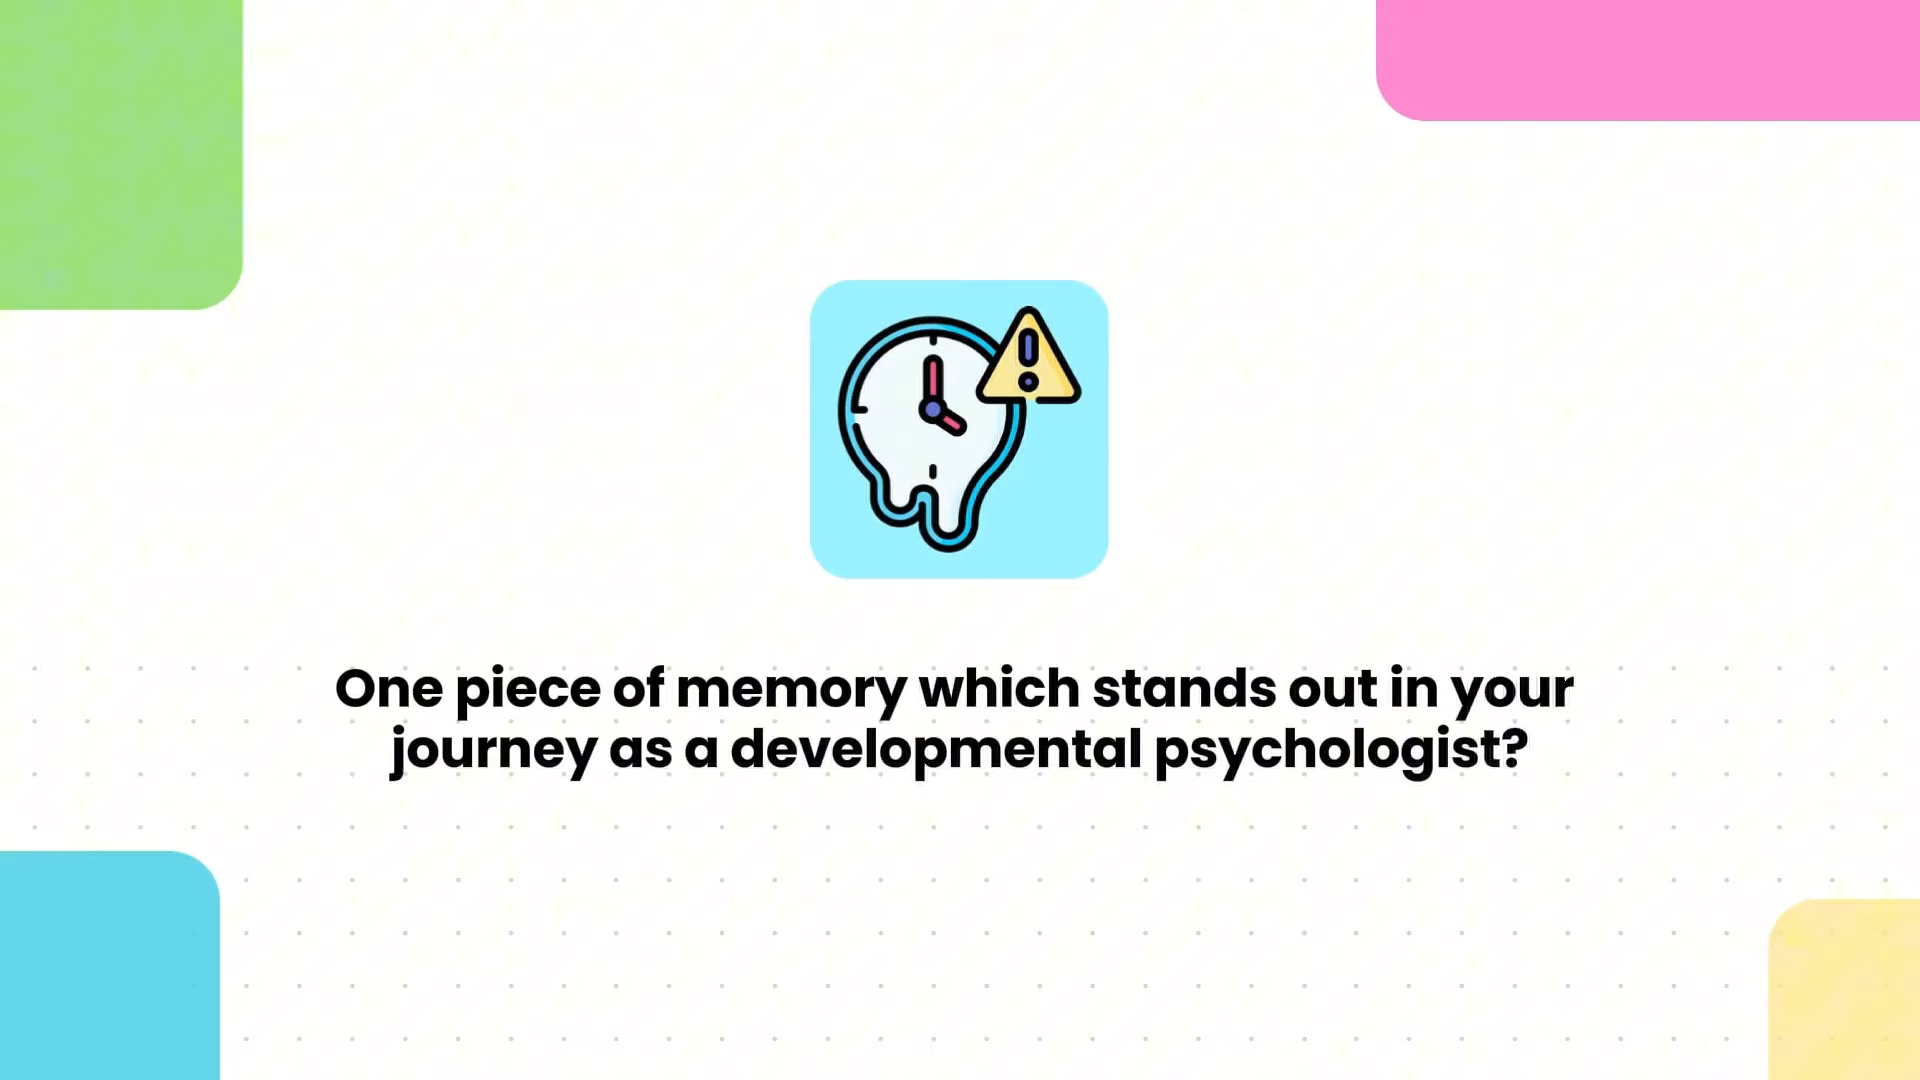 One piece of memory which stands out in your
journey as a developmental psychologist?